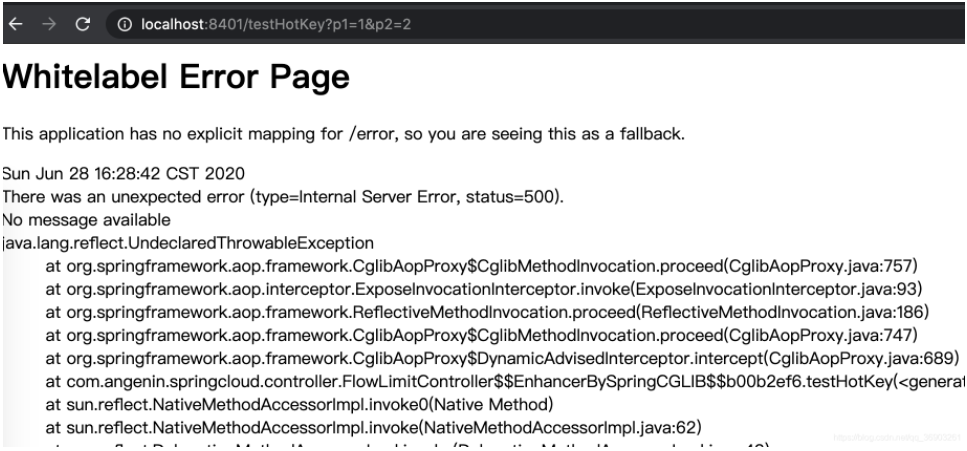 localhost:8401/testHotKey?p1=1&p2=2
Whitelabel Error Page
This application has no explicit mapping for /error, so you are seeing this as a fallback.
Sun Jun 28 16:28:42 CST 2020
There was an unexpected error (type=Internal Server Error, status=500).
No message available
java.lang.reflect.UndeclaredThrowableException
at org.springframework.aop.framework.CglibAopProxy$CglibMethodInvocation.proceed(CglibAopProxy.java:757)
at org.springframework.aop.interceptor.ExposeInvocationInterceptor.invoke(ExposeInvocationInterceptor.java:93)
at org.springframework.aop.framework.ReflectiveMethodInvocation.proceed(ReflectiveMethodInvocation.java:186)
at org.springframework.aop.framework.CglibAopProxy$CglibMethodInvocation.proceed(CglibAopProxy.java:747)
at org.springframework.aop.framework.CglibAopProxy$DynamicAdvisedInterceptor.intercept(CglibAopProxy.java:689)
at com.angenin.springcloud.controller.FlowLimitController$$EnhancerBySpringCGLIB$$b00b2ef6.testHotKey(<generat
at sun.reflect.NativeMethodAccessorImpl.invoke0(Native Method)
at sun.reflect.NativeMethodAccessorImpl.invoke(NativeMethodAccessorImpl.java:62)